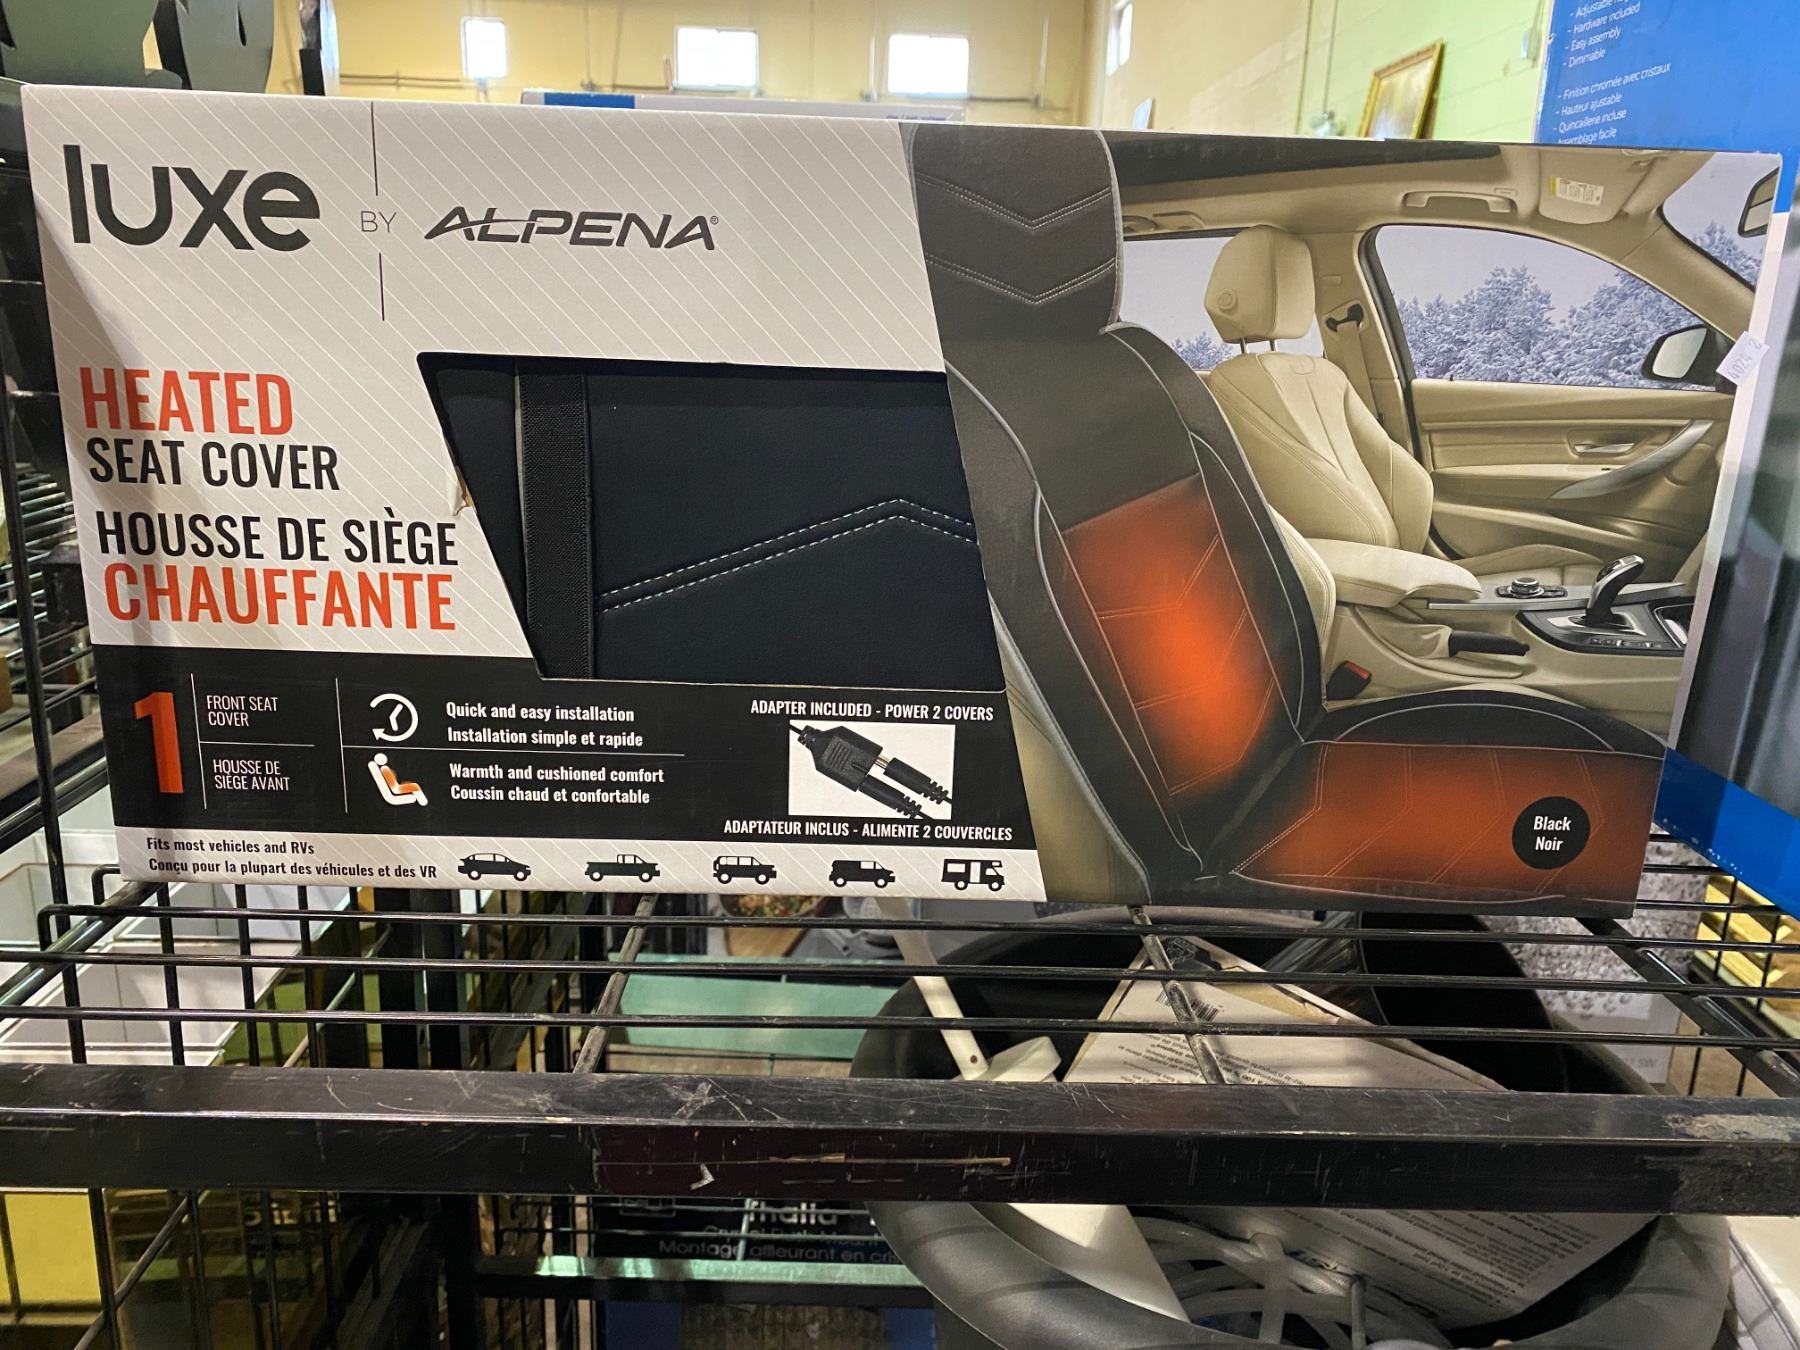 luxe
BY ALPENA®
HEATED
SEAT COVER
HOUSSE DE SIÈGE
CHAUFFANTE
1
FRONT SEAT
COVER
HOUSSE DE
SIÈGE AVANT
Quick and easy installation
Installation simple et rapide
Warmth and cushioned comfort
Coussin chaud et confortable
ADAPTER INCLUDED - POWER 2 COVERS
ADAPTATEUR INCLUS - ALIMENTE 2 COUVERCLES
Fits most vehicles and RVs
Conçu pour la plupart des véhicules et des VR
Black
Noir
- Hardware included
- Easy assembly
- Dimmable
- Finition chromée avec cristaux
- Hauteur ajustable
- Quincaillerie incluse
Assemblage facile